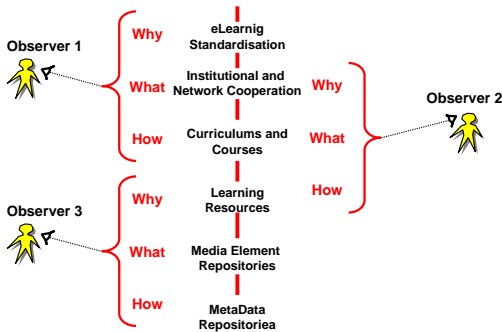 Observer 1
Why
eLearnig
Standardisation
What
Institutional and
Network Cooperation
How
Curriculums and
Courses
Why
What
How
Observer 2
Observer 3
Why
Learning
Resources
What
Media Element
Repositories
How
MetaData
Repositoriea